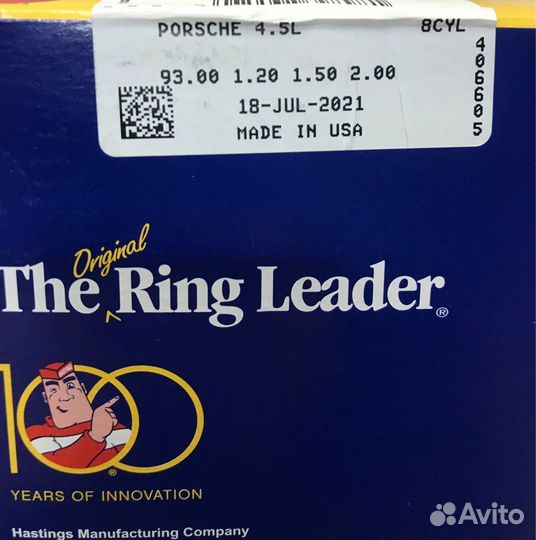 PORSCHE 4.5L 8CYL
93.00 1.20 1.50 2.00
18-JUL-2021
MADE IN USA
406605
Original
The Ring Leader®
100®
YEARS OF INNOVATION
Hastings Manufacturing Company
Avito